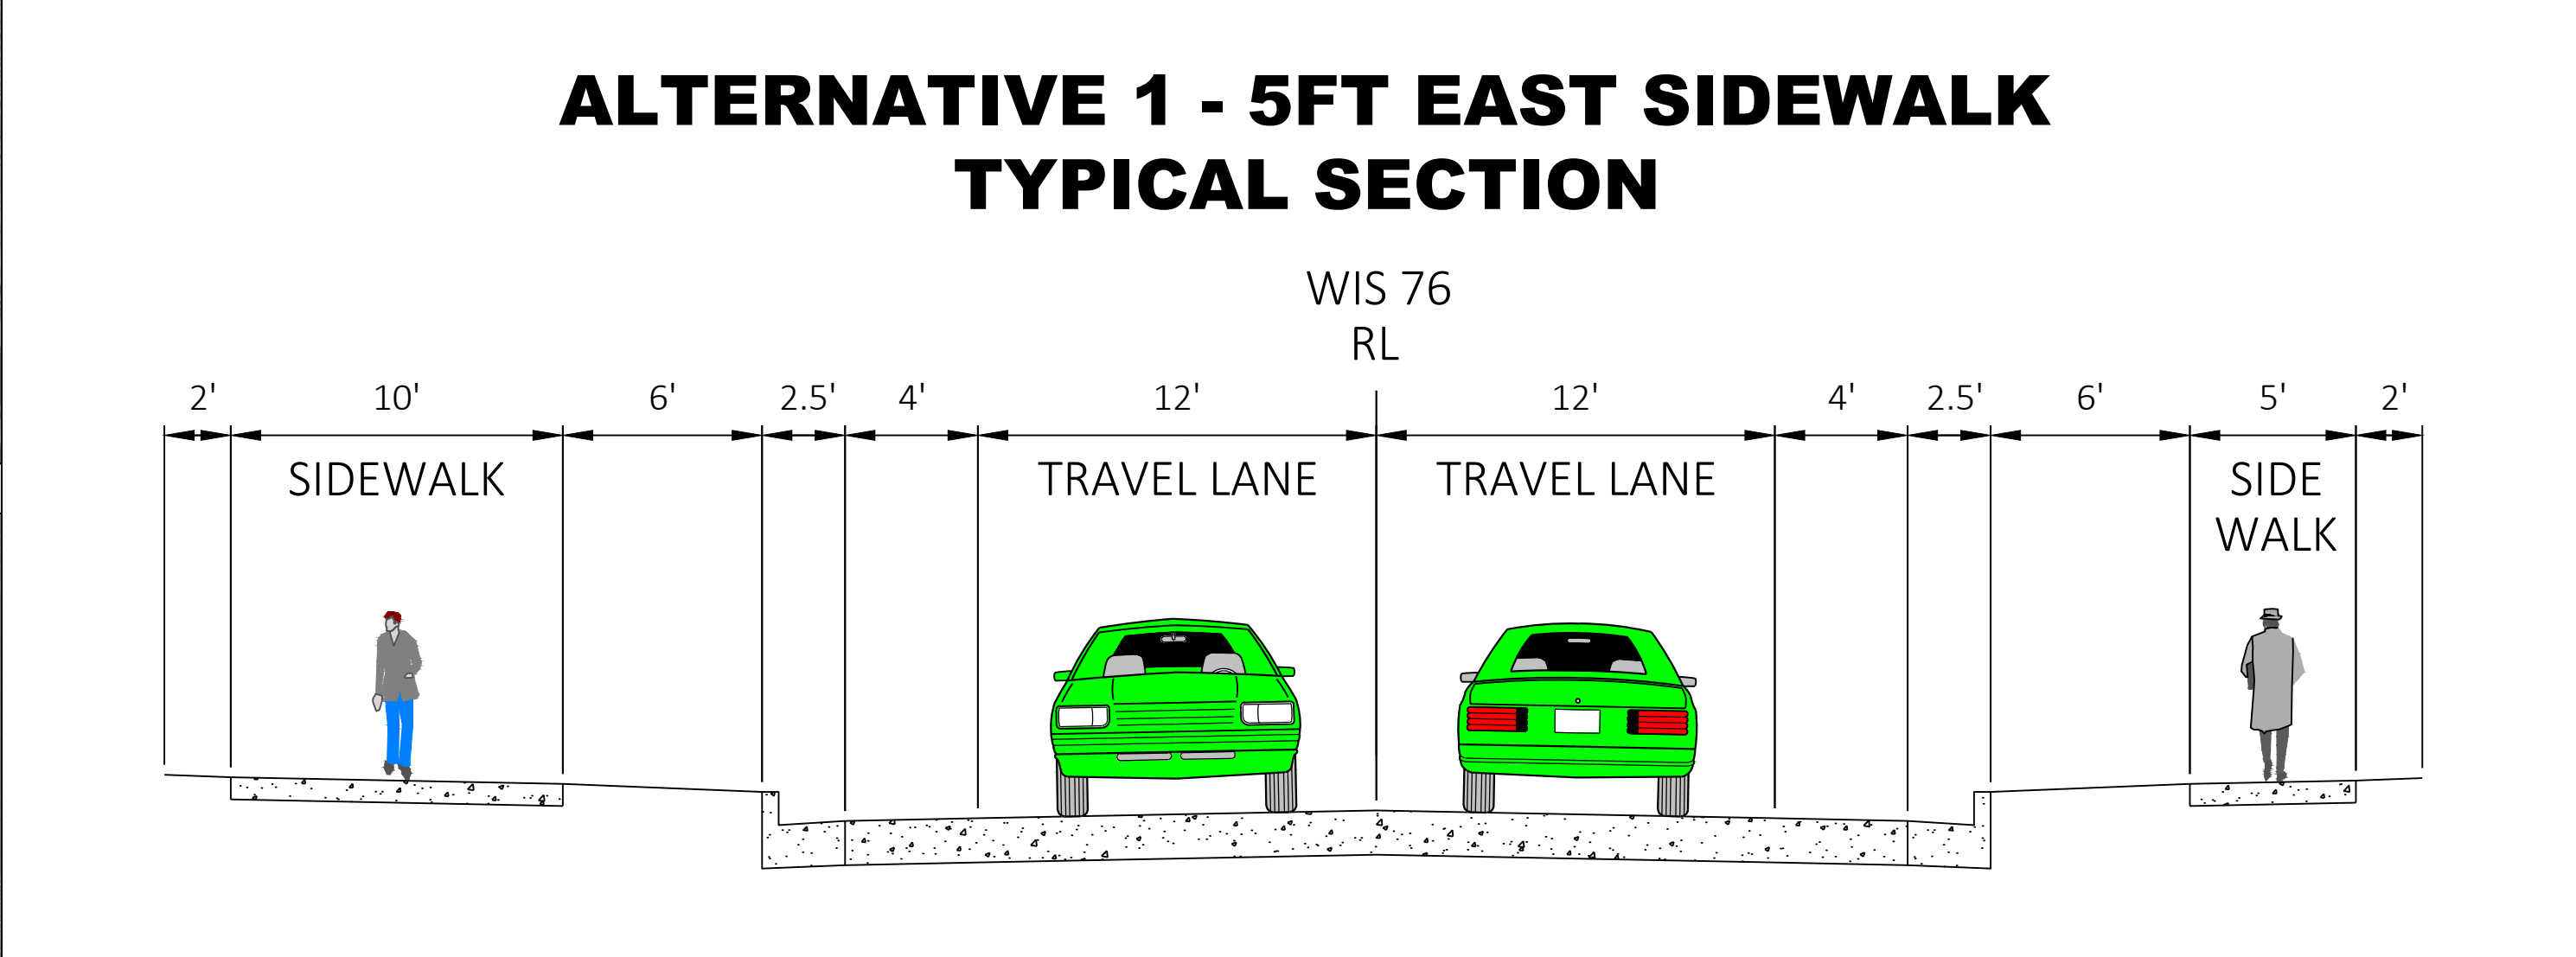 ALTERNATIVE 1 - 5FT EAST SIDEWALK
TYPICAL SECTION
WIS 76
RL
2' 10' 6' 2.5' 4' 12' 12' 4' 2.5' 6' 5' 2'
SIDEWALK TRAVEL LANE TRAVEL LANE SIDE
WALK